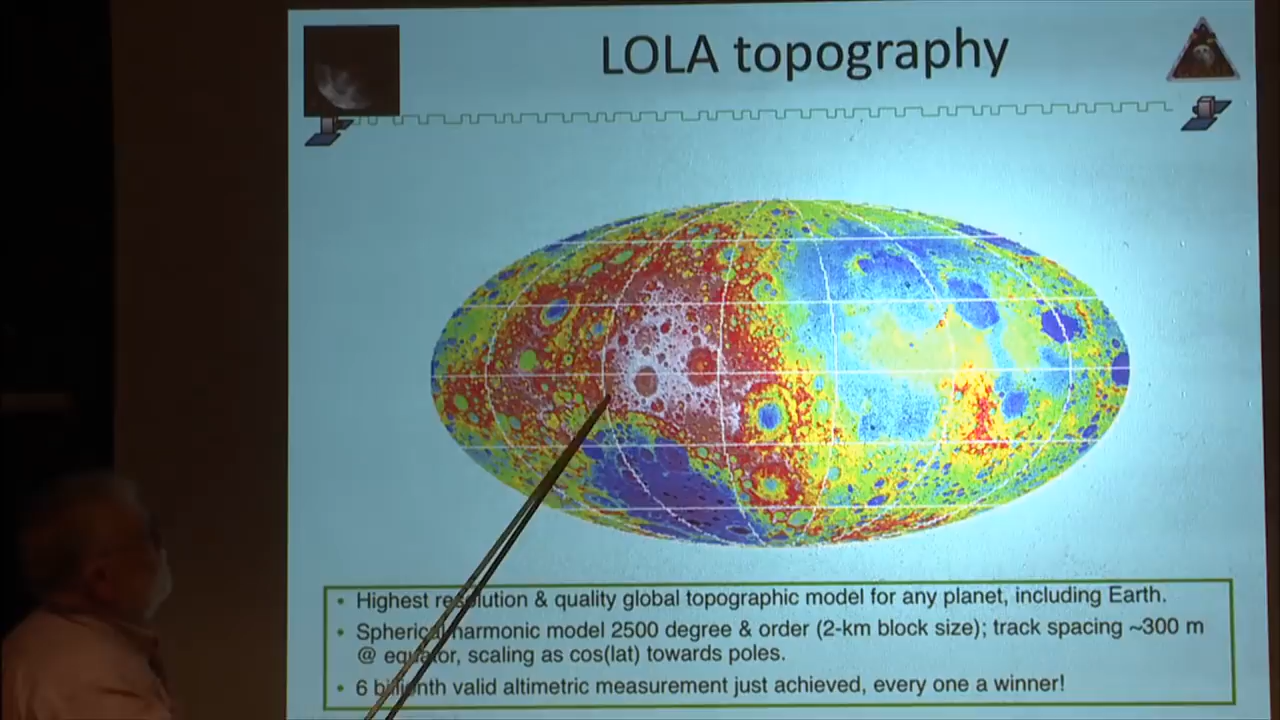 LOLA topography
• Highest resolution & quality global topographic model for any planet, including Earth.
• Spherical harmonic model 2500 degree & order (2-km block size); track spacing ~300 m
@ equator, scaling as cos(lat) towards poles.
• 6 billionth valid altimetric measurement just achieved, every one a winner!